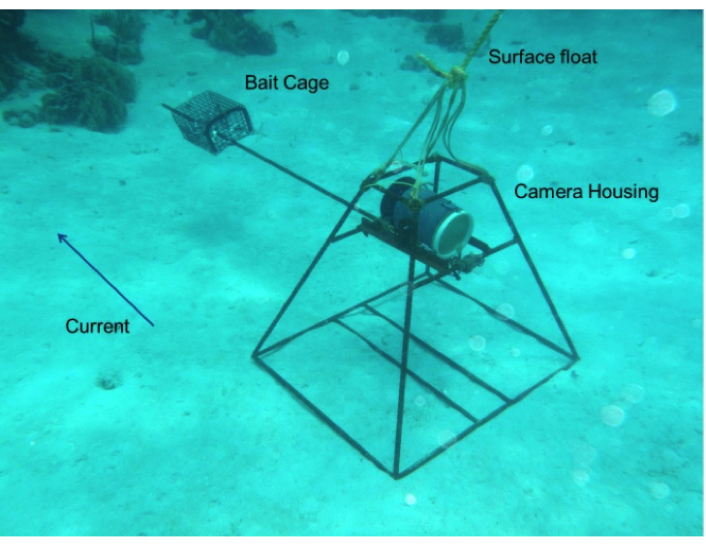 Surface float
Bait Cage
Camera Housing
Current